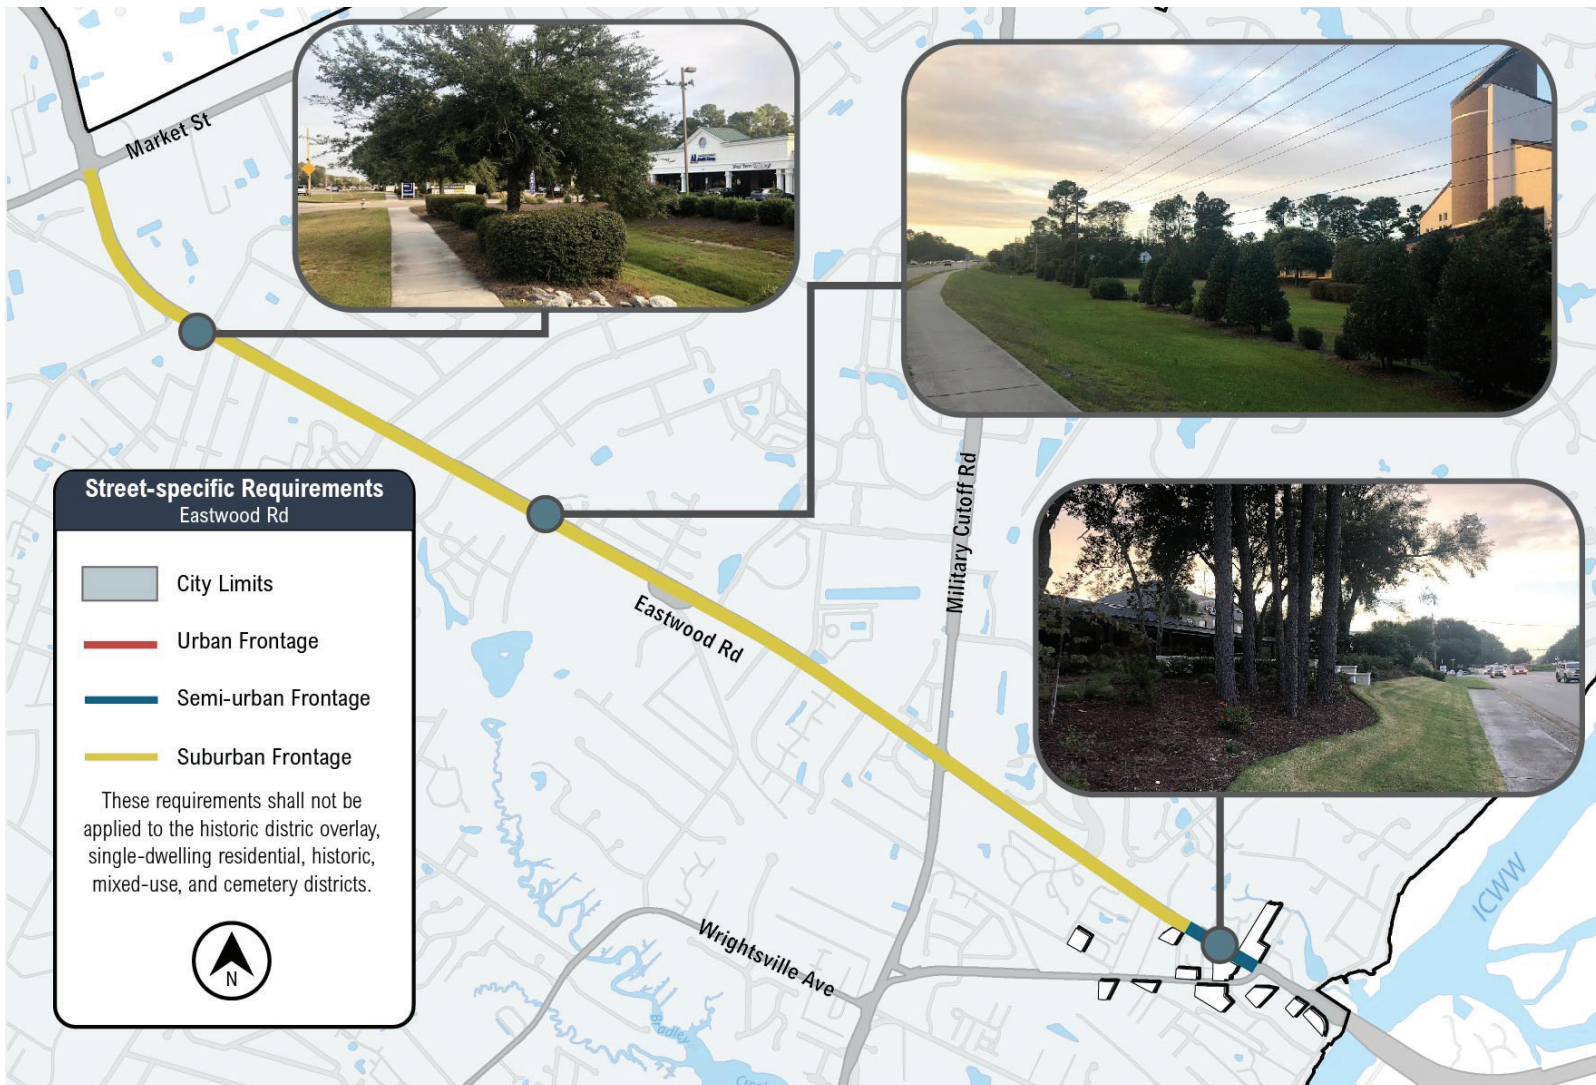 Market St
Military Cutoff Rd
Eastwood Rd
Wrightsville Ave
ICWW
Bradley
Street-specific Requirements
Eastwood Rd
City Limits
Urban Frontage
Semi-urban Frontage
Suburban Frontage
These requirements shall not be
applied to the historic distric overlay,
single-dwelling residential, historic,
mixed-use, and cemetery districts.
N